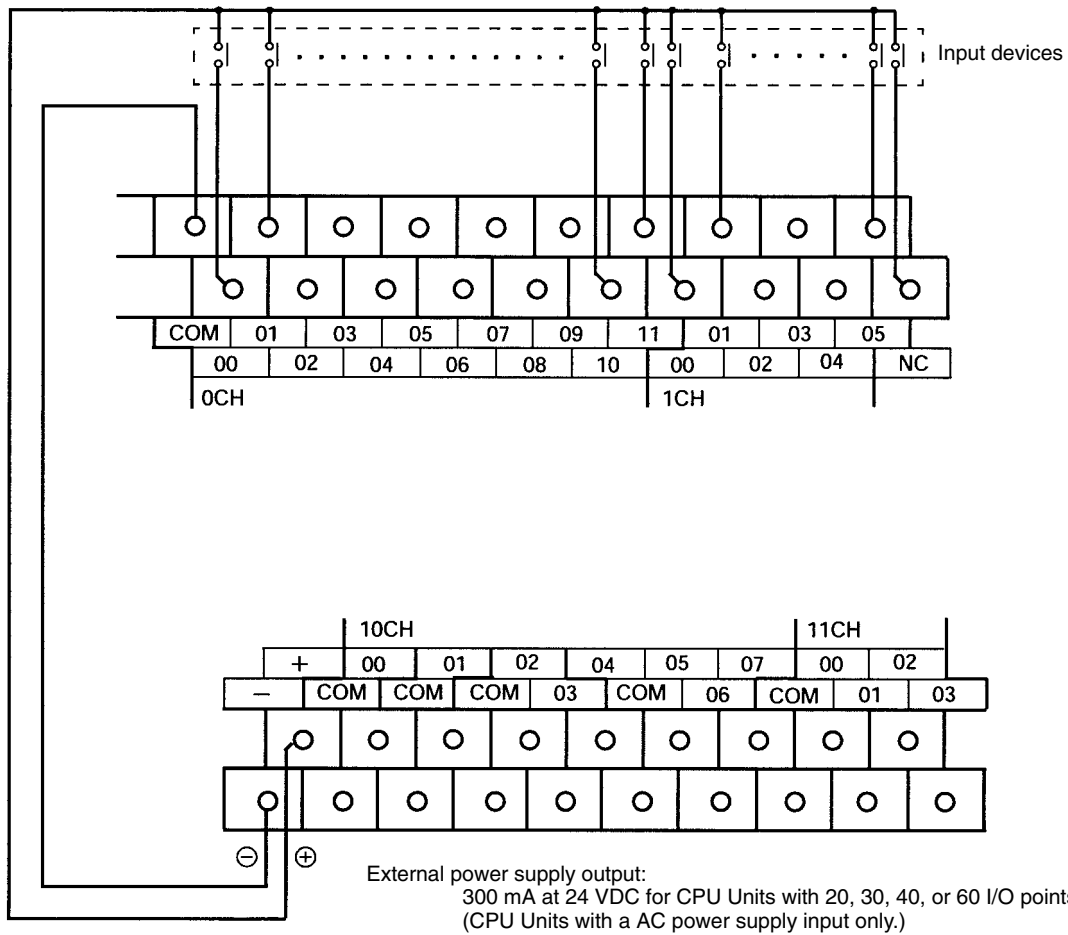 Input devices
COM 01 03 05 07 09 11 01 03 05
00 02 04 06 08 10 00 02 04 NC
0CH 1CH
10CH 11CH
+ 00 01 02 04 05 07 00 02
− COM COM COM 03 COM 06 COM 01 03
⊖ ⊕
External power supply output:
300 mA at 24 VDC for CPU Units with 20, 30, 40, or 60 I/O points
(CPU Units with a AC power supply input only.)